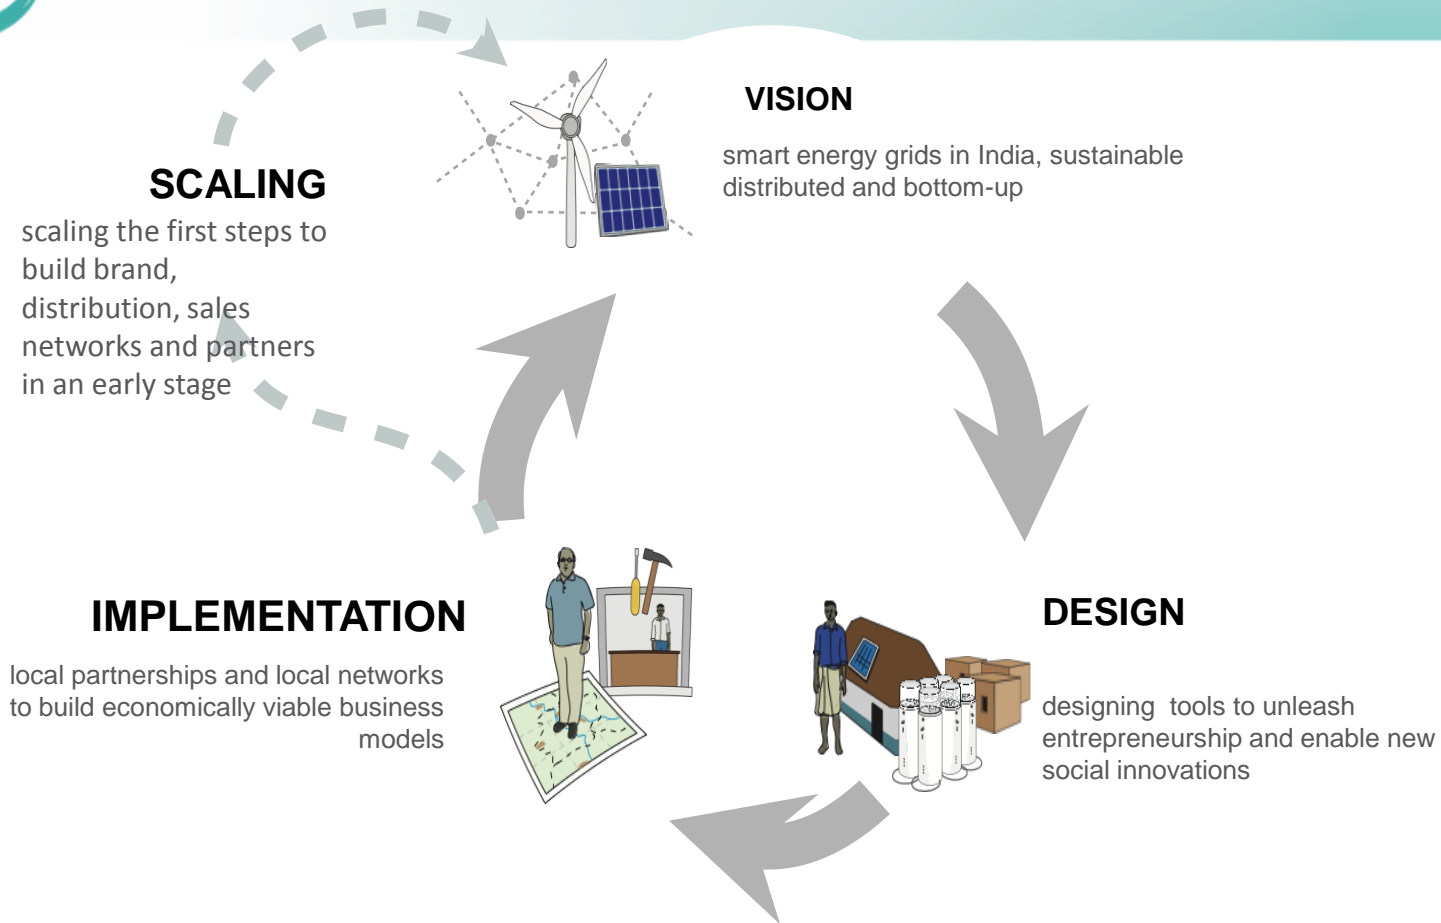 VISION
smart energy grids in India, sustainable
distributed and bottom-up
SCALING
scaling the first steps to
build brand,
distribution, sales
networks and partners
in an early stage
IMPLEMENTATION
local partnerships and local networks
to build economically viable business
models
DESIGN
designing  tools to unleash
entrepreneurship and enable new
social innovations